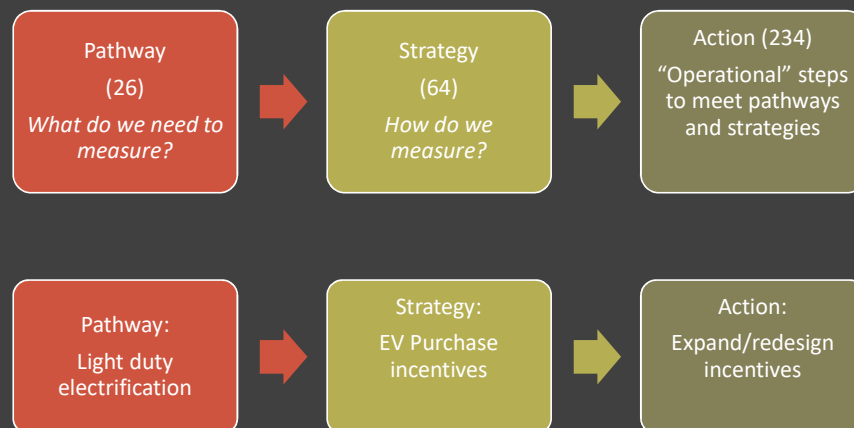 Pathway
(26)
What do we need to
measure?
Strategy
(64)
How do we
measure?
Action (234)
“Operational” steps
to meet pathways
and strategies
Pathway:
Light duty
electrification
Strategy:
EV Purchase
incentives
Action:
Expand/redesign
incentives